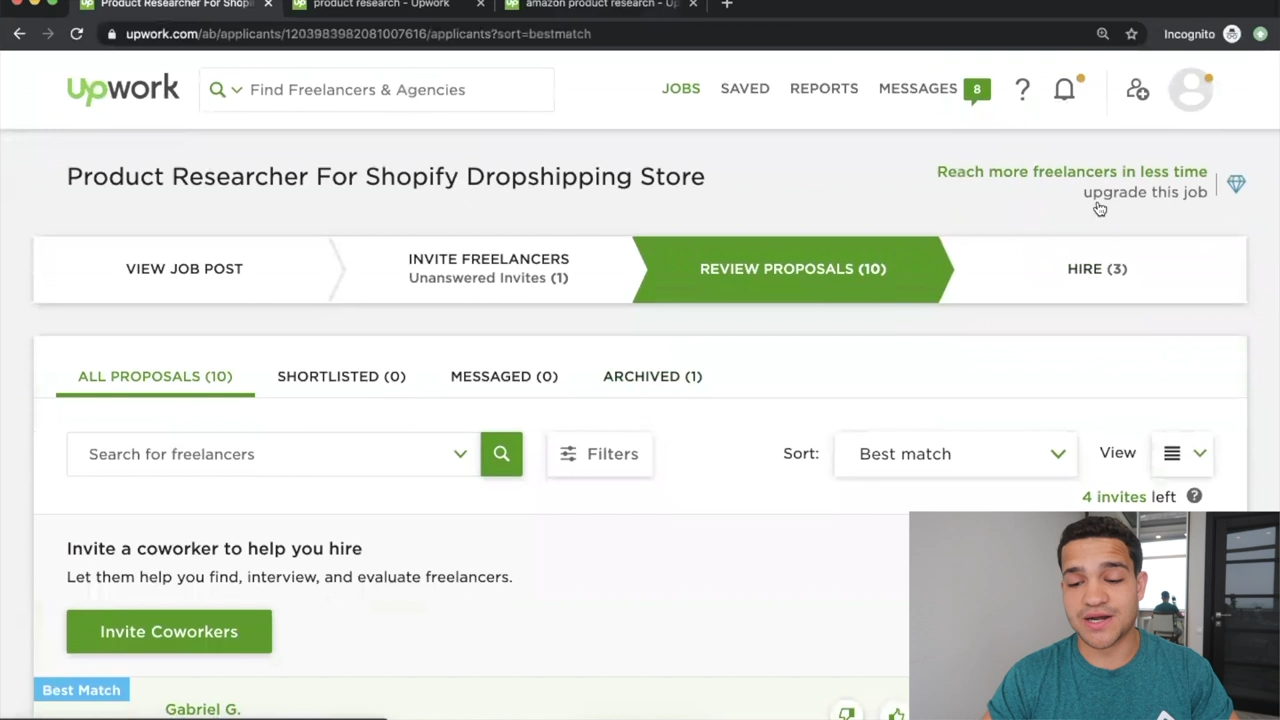 Product Researcher For Shopif
product research - Upwork
amazon product research - Up
upwork.com/ab/applicants/1203983982081007616/applicants?sort=bestmatch
Incognito
upwork
Find Freelancers & Agencies
JOBS
SAVED
REPORTS
MESSAGES
8
Product Researcher For Shopify Dropshipping Store
Reach more freelancers in less time
upgrade this job
VIEW JOB POST
INVITE FREELANCERS
Unanswered Invites (1)
REVIEW PROPOSALS (10)
HIRE (3)
ALL PROPOSALS (10)
SHORTLISTED (0)
MESSAGED (0)
ARCHIVED (1)
Search for freelancers
Filters
Sort:
Best match
View
4 invites left
Invite a coworker to help you hire
Let them help you find, interview, and evaluate freelancers.
Invite Coworkers
Best Match
Gabriel G.